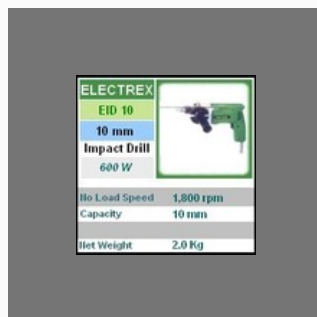 ELECTREX
EID 10
10 mm
Impact Drill
600 W
No Load Speed 1,800 rpm
Capacity 10 mm
Net Weight 2.0 Kg